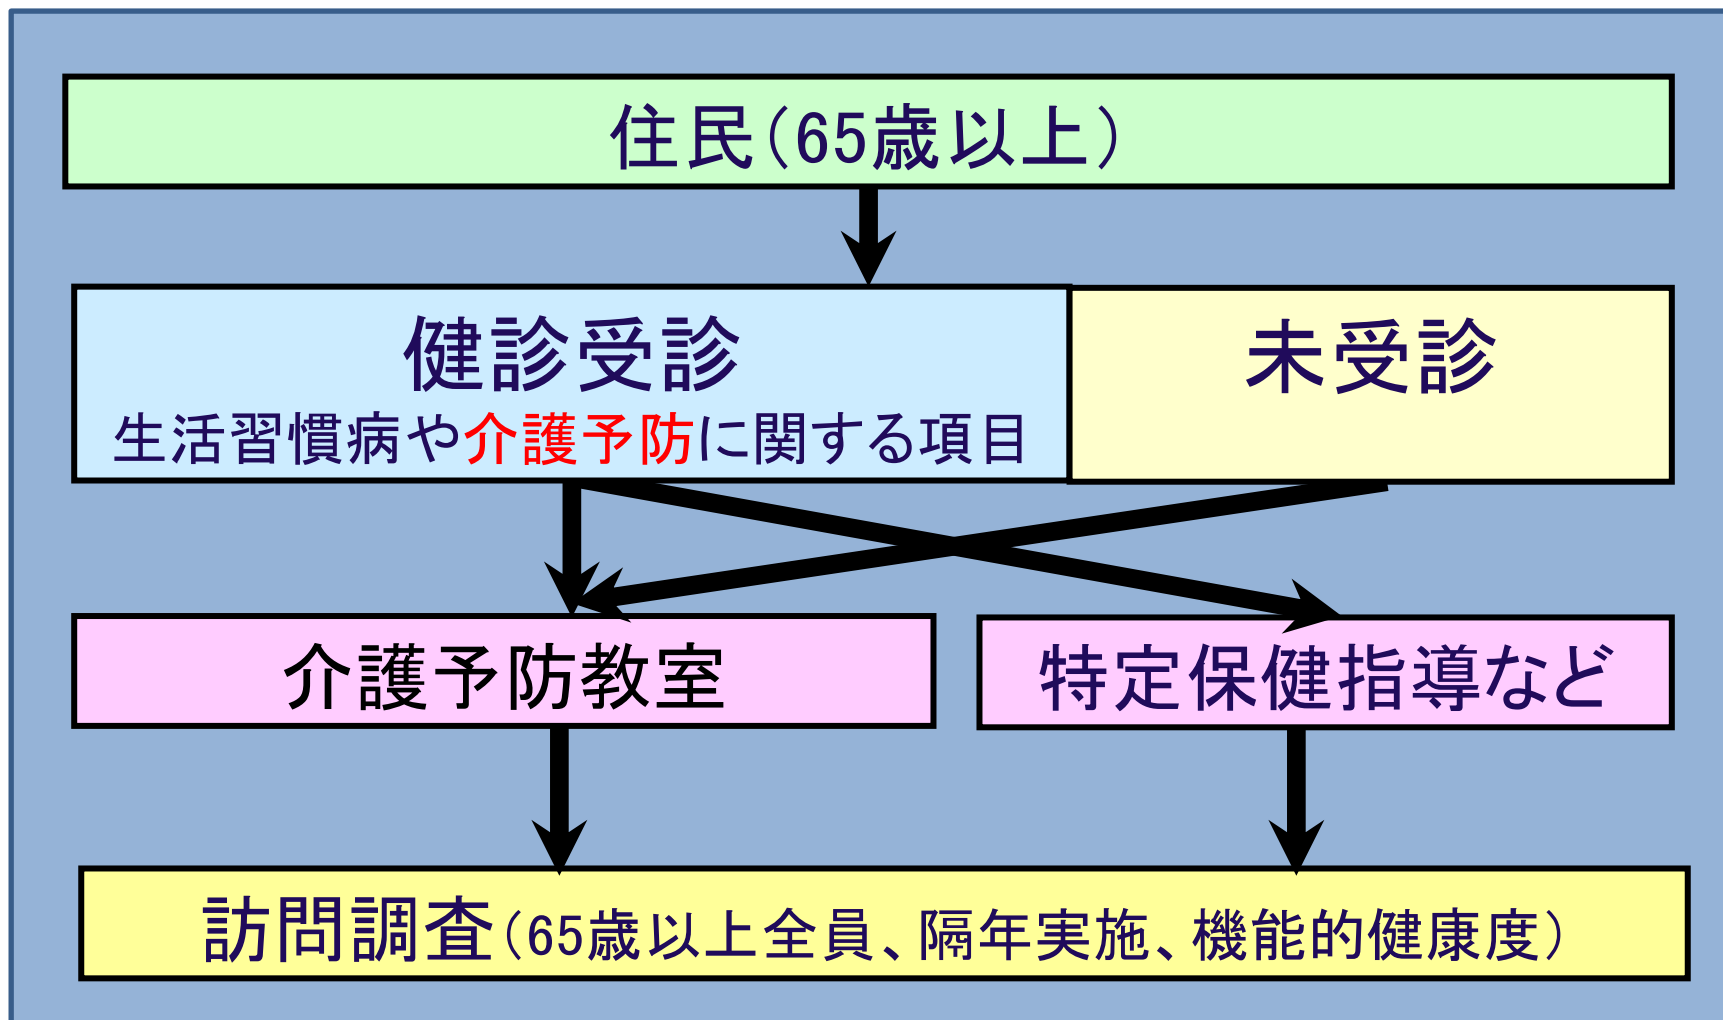 住民(65歳以上)
健診受診
生活習慣病や介護予防に関する項目
未受診
介護予防教室
特定保健指導など
訪問調査(65歳以上全員、隔年実施、機能的健康度)